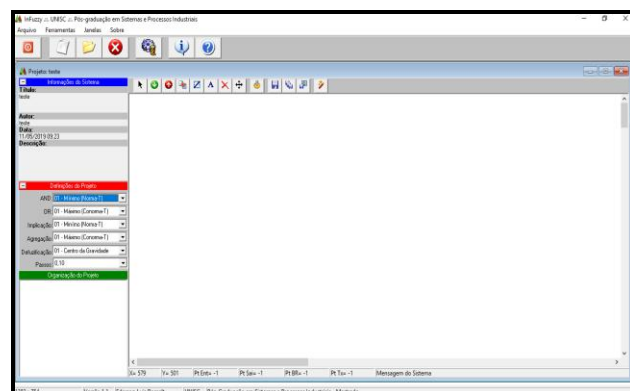 InFuzzy .:. UNISC .:. Pós-graduação em Sistemas e Processos Industriais
Arquivo Ferramentas Janelas Sobre
Projeto: teste
Informações do Sistema
Título:
teste
Autor:
teste
Data:
11/05/2019 09:23
Descrição:
Definições do Projeto
AND 01 - Mínimo (Norma-T)
OR 01 - Máximo (Conorma-T)
Implicação 01 - Mínimo (Norma-T)
Agregação 01 - Máximo (Conorma-T)
Defuzificação 01 - Centro da Gravidade
Passo: 0,10
Organização do Projeto
X= 579 Y= 501 Pt Ent= -1 Pt Sai= -1 Pt BR= -1 Pt Tx= -1 Mensagem do Sistema